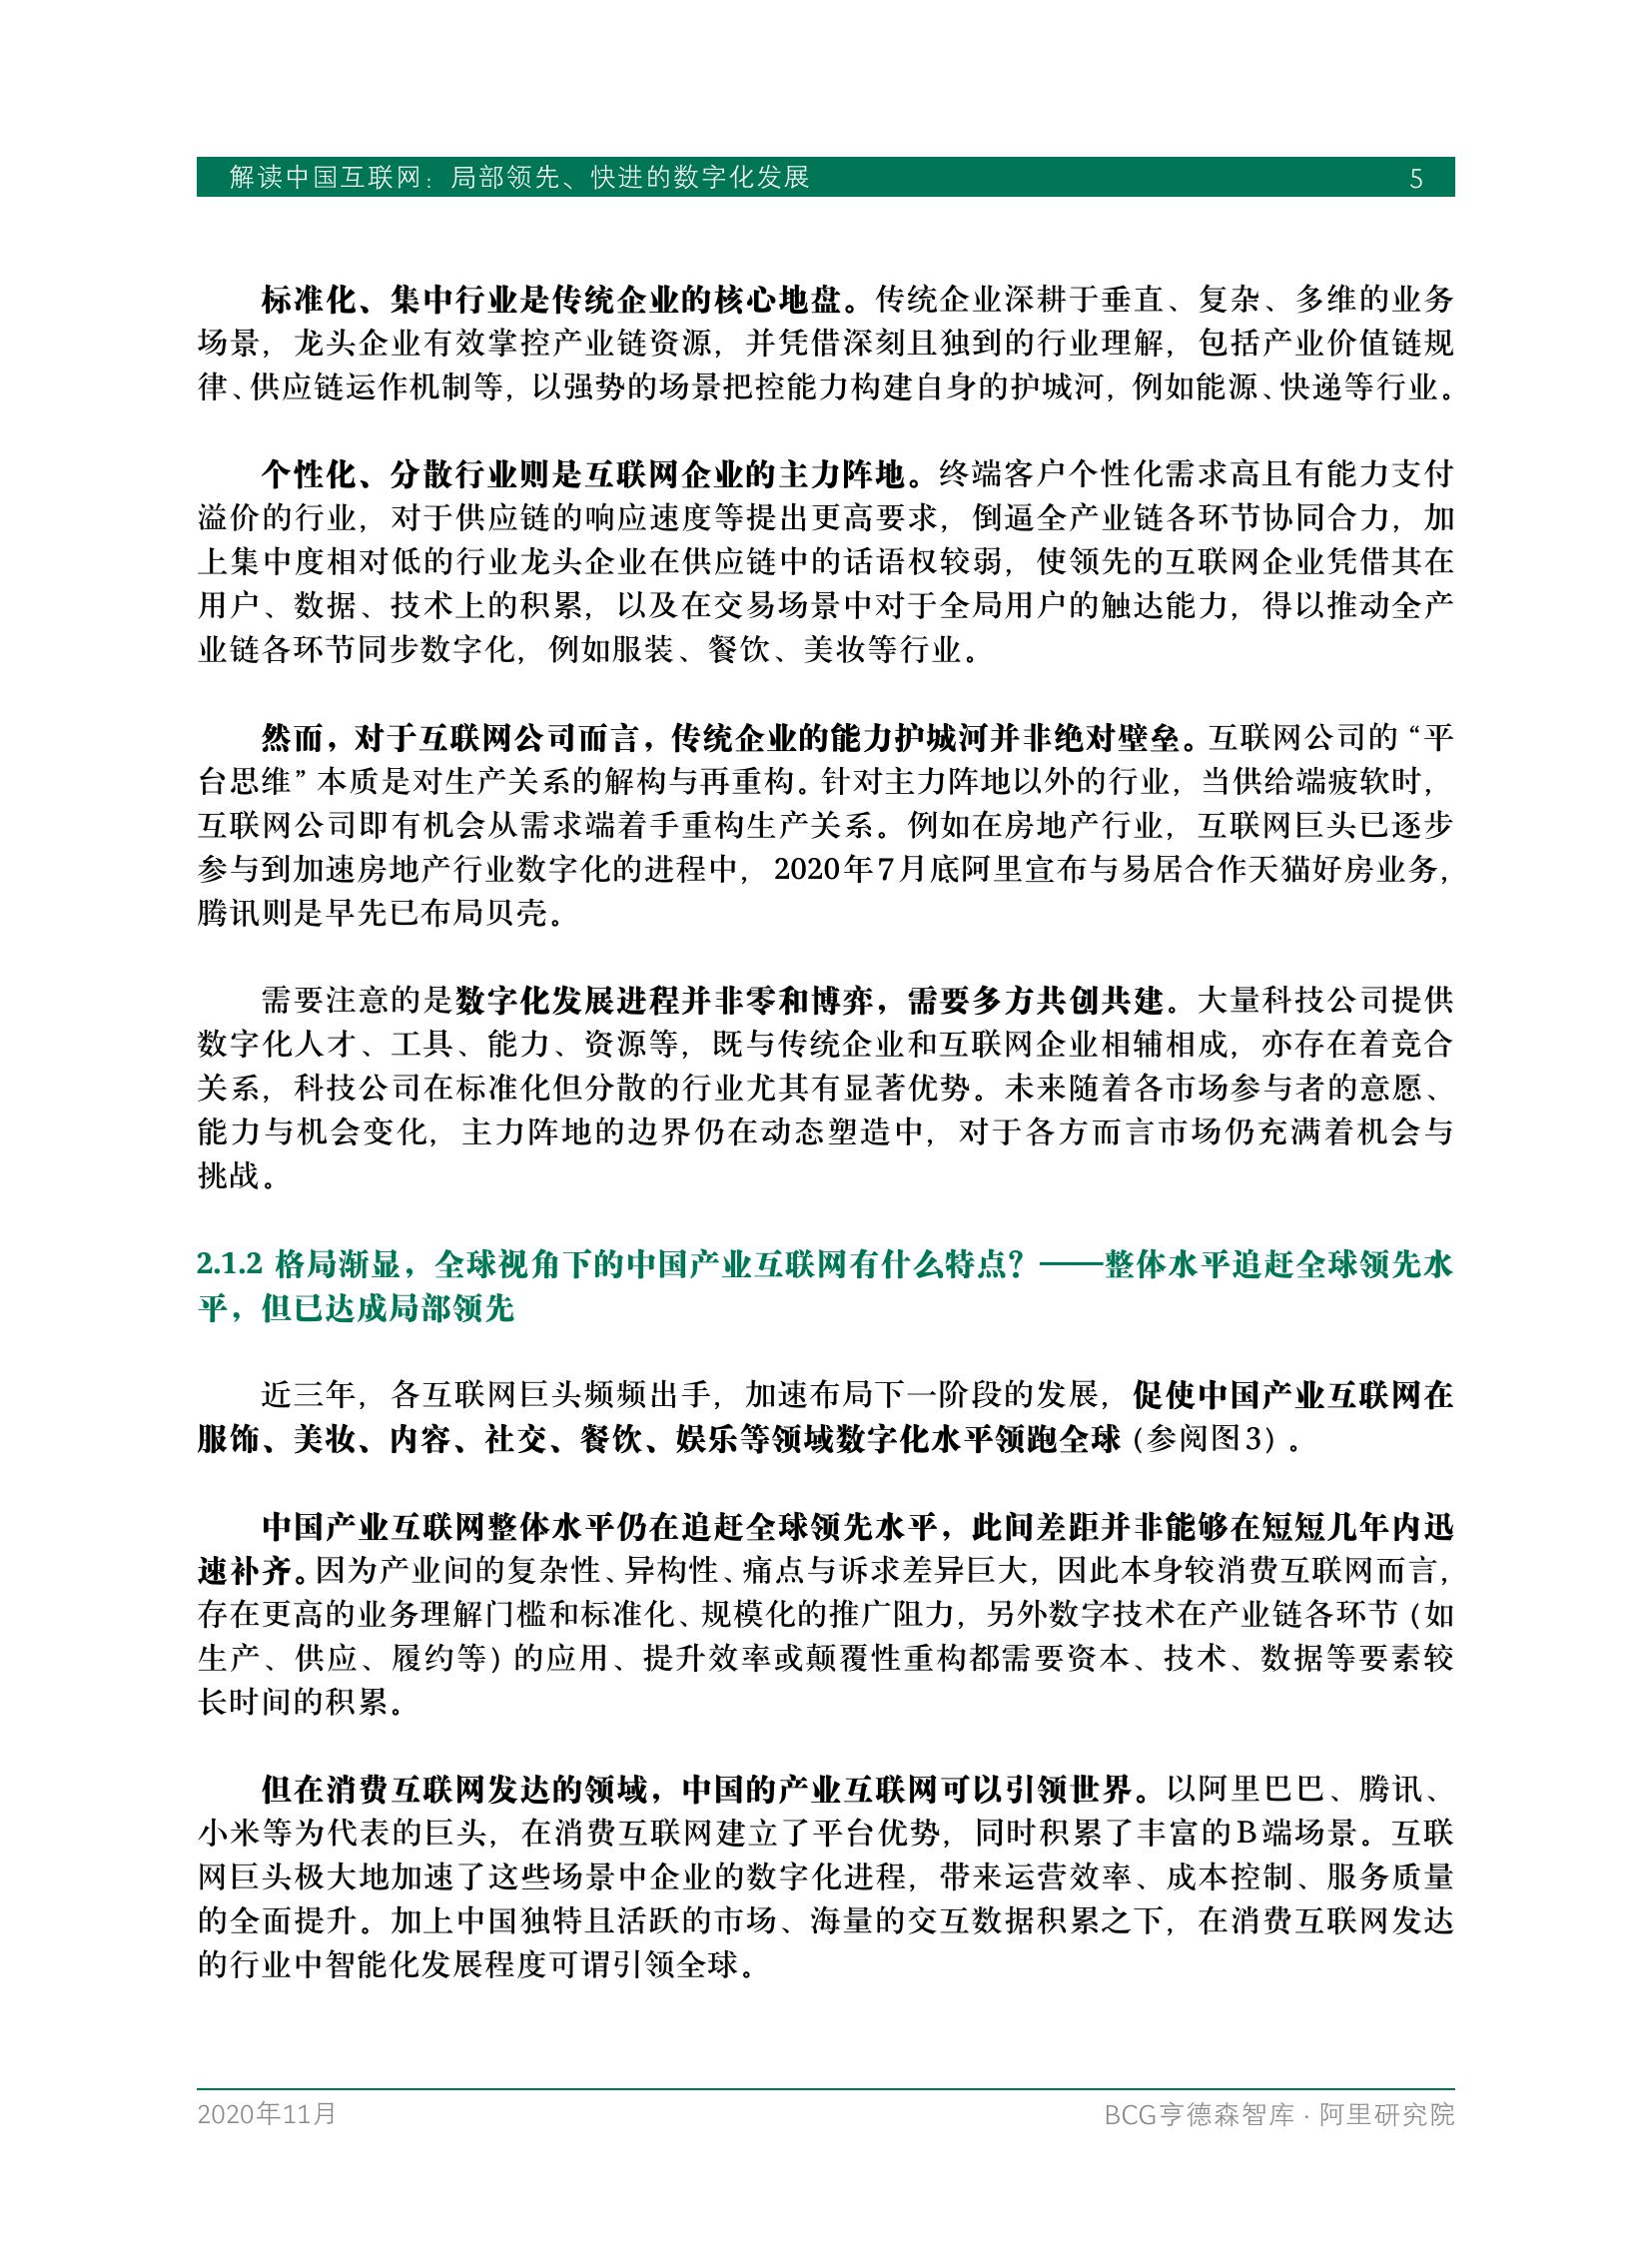 解读中国互联网：局部领先、快进的数字化发展 5
标准化、集中行业是传统企业的核心地盘。传统企业深耕于垂直、复杂、多维的业务
场景，龙头企业有效掌控产业链资源，并凭借深刻且独到的行业理解，包括产业价值链规
律、供应链运作机制等，以强势的场景把控能力构建自身的护城河，例如能源、快递等行业。
个性化、分散行业则是互联网企业的主力阵地。终端客户个性化需求高且有能力支付
溢价的行业，对于供应链的响应速度等提出更高要求，倒逼全产业链各环节协同合力，加
上集中度相对低的行业龙头企业在供应链中的话语权较弱，使领先的互联网企业凭借其在
用户、数据、技术上的积累，以及在交易场景中对于全局用户的触达能力，得以推动全产
业链各环节同步数字化，例如服装、餐饮、美妆等行业。
然而，对于互联网公司而言，传统企业的能力护城河并非绝对壁垒。互联网公司的“平
台思维”本质是对生产关系的解构与再重构。针对主力阵地以外的行业，当供给端疲软时，
互联网公司即有机会从需求端着手重构生产关系。例如在房地产行业，互联网巨头已逐步
参与到加速房地产行业数字化的进程中，2020年7月底阿里宣布与易居合作天猫好房业务，
腾讯则是早先已布局贝壳。
需要注意的是数字化发展进程并非零和博弈，需要多方共创共建。大量科技公司提供
数字化人才、工具、能力、资源等，既与传统企业和互联网企业相辅相成，亦存在着竞合
关系，科技公司在标准化但分散的行业尤其有显著优势。未来随着各市场参与者的意愿、
能力与机会变化，主力阵地的边界仍在动态塑造中，对于各方而言市场仍充满着机会与
挑战。
2.1.2 格局渐显，全球视角下的中国产业互联网有什么特点？——整体水平追赶全球领先水
平，但已达成局部领先
近三年，各互联网巨头频频出手，加速布局下一阶段的发展，促使中国产业互联网在
服饰、美妆、内容、社交、餐饮、娱乐等领域数字化水平领跑全球（参阅图3）。
中国产业互联网整体水平仍在追赶全球领先水平，此间差距并非能够在短短几年内迅
速补齐。因为产业间的复杂性、异构性、痛点与诉求差异巨大，因此本身较消费互联网而言，
存在更高的业务理解门槛和标准化、规模化的推广阻力，另外数字技术在产业链各环节（如
生产、供应、履约等）的应用、提升效率或颠覆性重构都需要资本、技术、数据等要素较
长时间的积累。
但在消费互联网发达的领域，中国的产业互联网可以引领世界。以阿里巴巴、腾讯、
小米等为代表的巨头，在消费互联网建立了平台优势，同时积累了丰富的B端场景。互联
网巨头极大地加速了这些场景中企业的数字化进程，带来运营效率、成本控制、服务质量
的全面提升。加上中国独特且活跃的市场、海量的交互数据积累之下，在消费互联网发达
的行业中智能化发展程度可谓引领全球。
2020年11月 BCG亨德森智库 · 阿里研究院